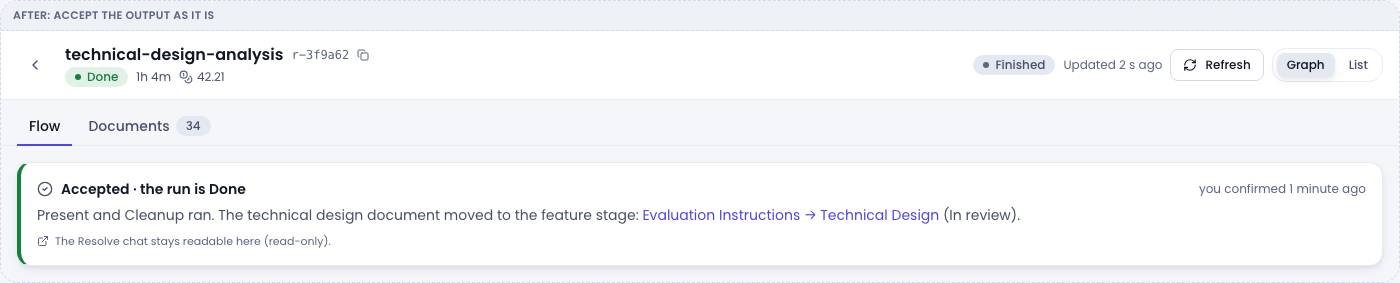 AFTER: ACCEPT THE OUTPUT AS IT IS
technical-design-analysis r–3f9a62
Done 1h 4m 42.21
Finished Updated 2 s ago Refresh Graph List
Flow Documents 34
Accepted · the run is Done you confirmed 1 minute ago
Present and Cleanup ran. The technical design document moved to the feature stage: Evaluation Instructions → Technical Design (In review).
The Resolve chat stays readable here (read-only).